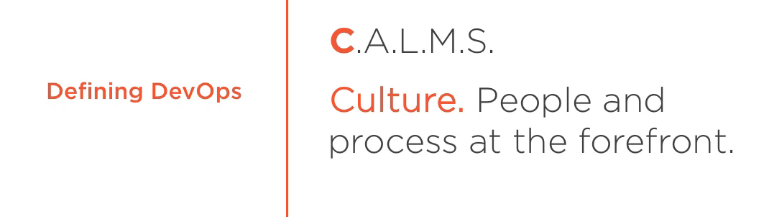 Defining DevOps
C.A.L.M.S.
Culture. People and
process at the forefront.